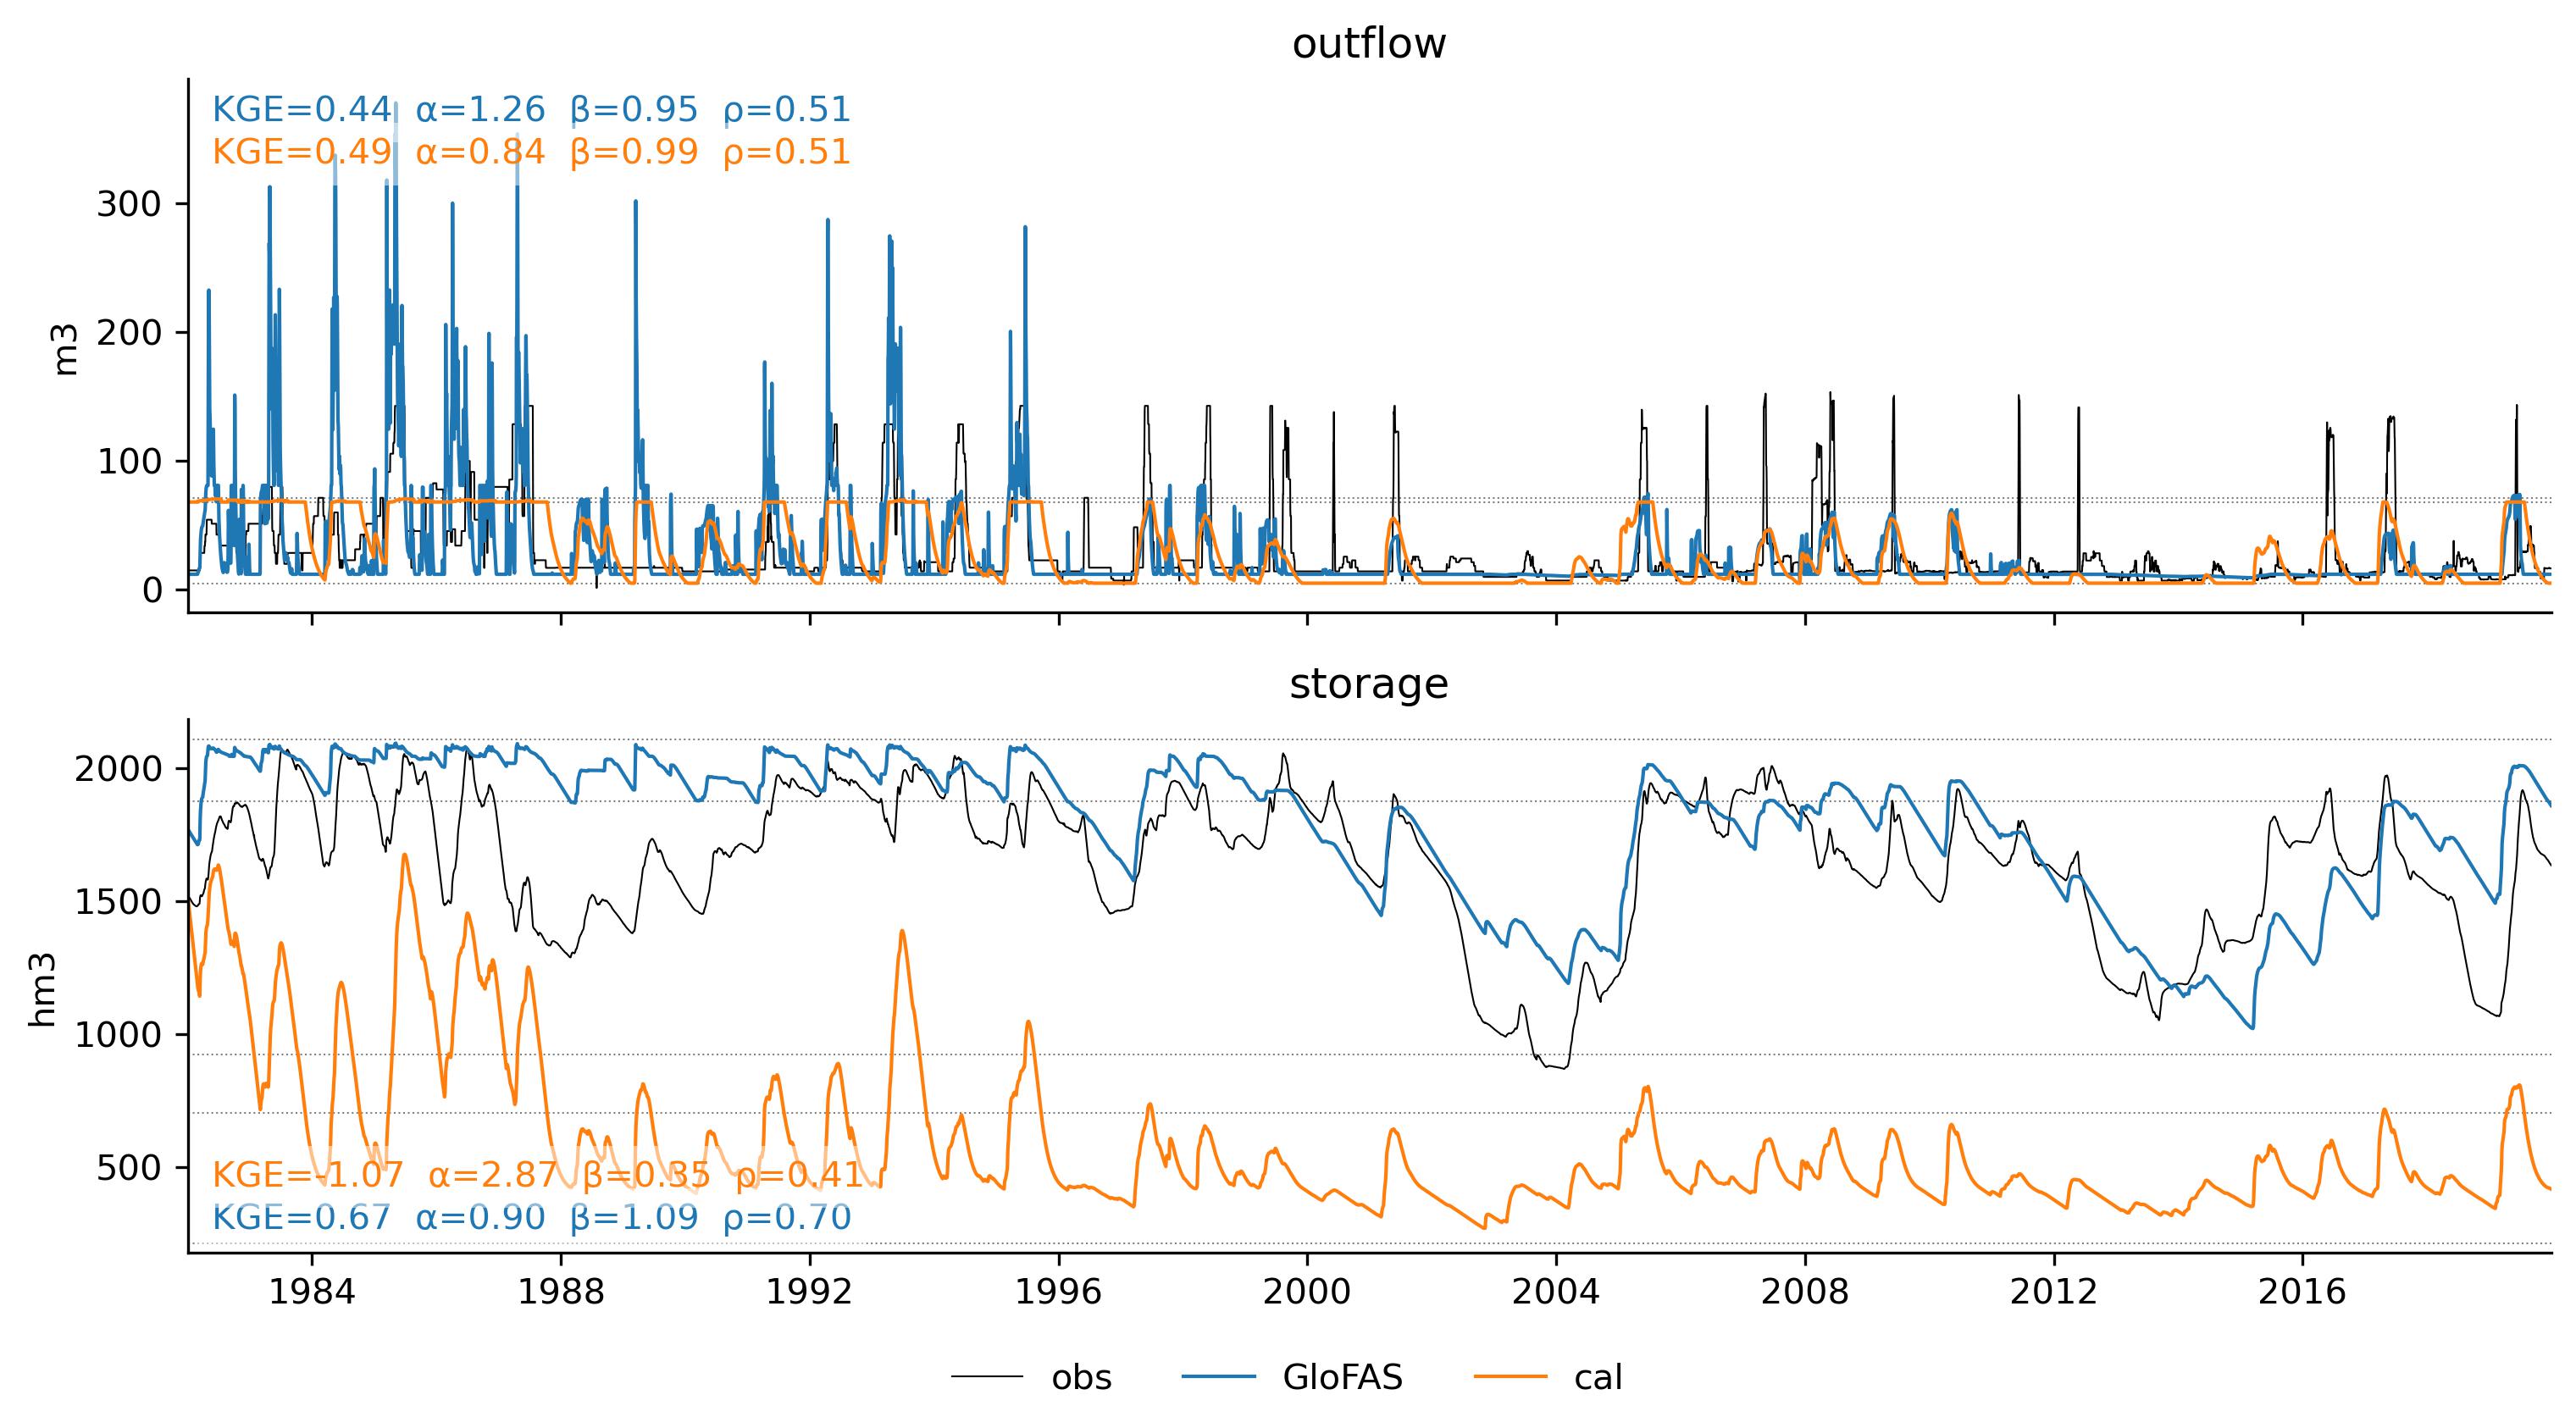 outflow
KGE=0.44 α=1.26 β=0.95 ρ=0.51
KGE=0.49 α=0.84 β=0.99 ρ=0.51
m3
300
200
100
0
storage
hm3
2000
1500
1000
500
KGE=-1.07 α=2.87 β=0.35 ρ=0.41
KGE=0.67 α=0.90 β=1.09 ρ=0.70
1984 1988 1992 1996 2000 2004 2008 2012 2016
obs GloFAS cal